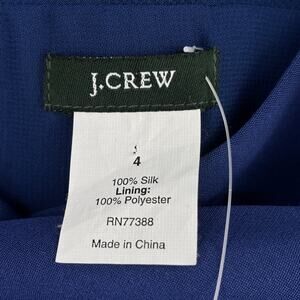 J.CREW
4
100% Silk
Lining:
100% Polyester
RN77388
Made in China